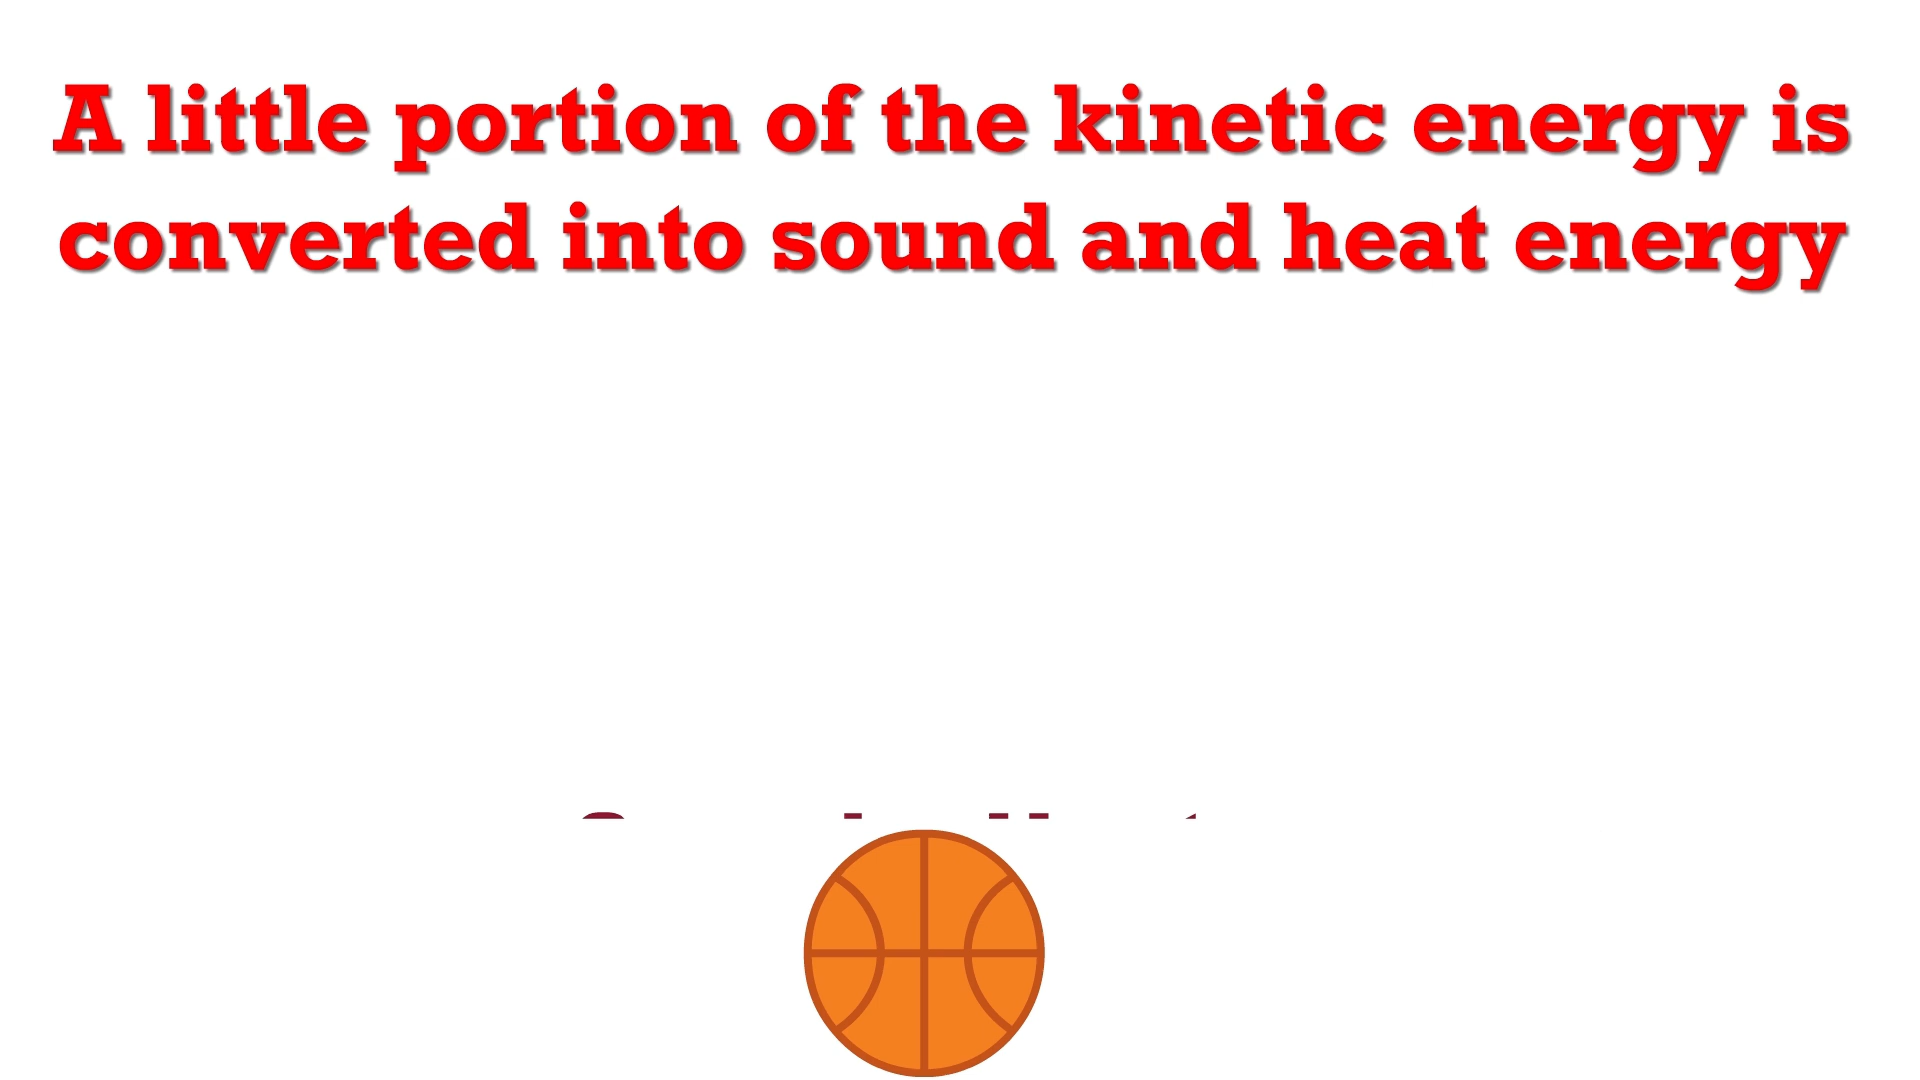 A little portion of the kinetic energy is
converted into sound and heat energy